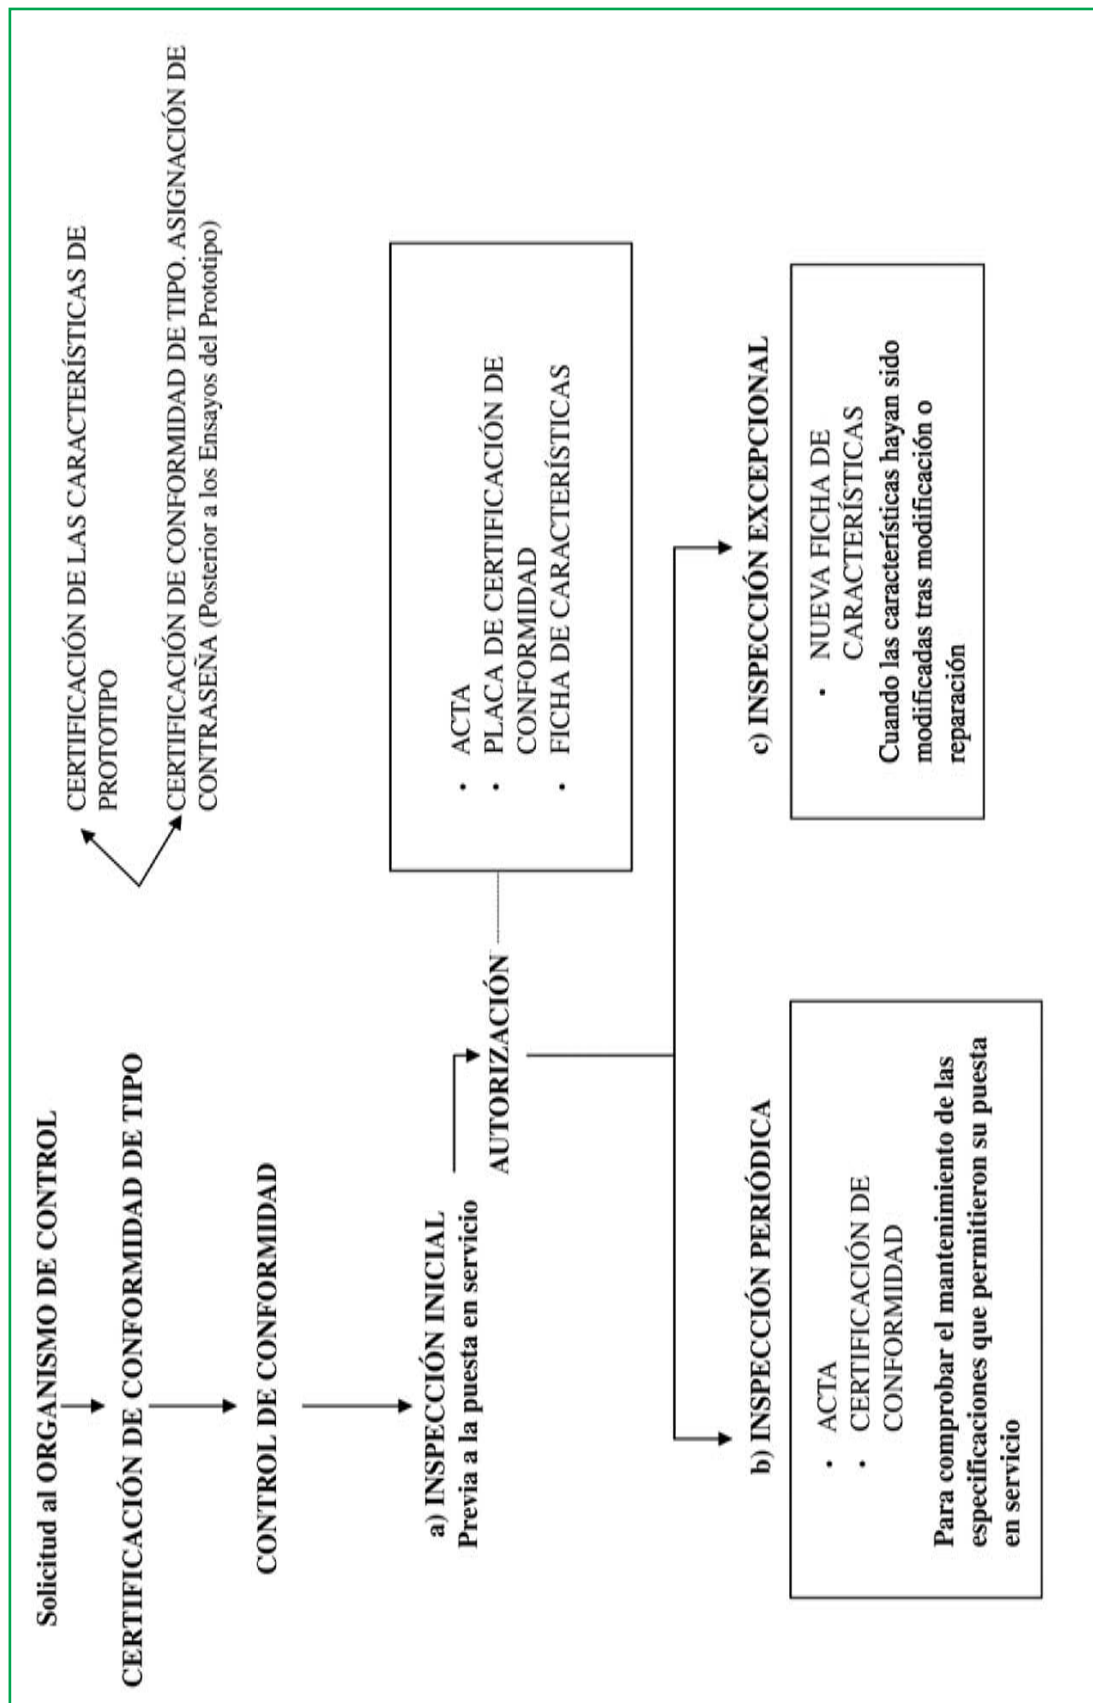 Solicitud al ORGANISMO DE CONTROL
CERTIFICACIÓN DE CONFORMIDAD DE TIPO
CERTIFICACIÓN DE LAS CARACTERÍSTICAS DE
PROTOTIPO
CERTIFICACIÓN DE CONFORMIDAD DE TIPO. ASIGNACIÓN DE
CONTRASEÑA (Posterior a los Ensayos del Prototipo)
CONTROL DE CONFORMIDAD
a) INSPECCIÓN INICIAL
Previa a la puesta en servicio
AUTORIZACIÓN
• ACTA
• PLACA DE CERTIFICACIÓN DE
CONFORMIDAD
• FICHA DE CARACTERÍSTICAS
b) INSPECCIÓN PERIÓDICA
• ACTA
• CERTIFICACIÓN DE
CONFORMIDAD
Para comprobar el mantenimiento de las
especificaciones que permitieron su puesta
en servicio
c) INSPECCIÓN EXCEPCIONAL
• NUEVA FICHA DE
CARACTERÍSTICAS
Cuando las características hayan sido
modificadas tras modificación o
reparación